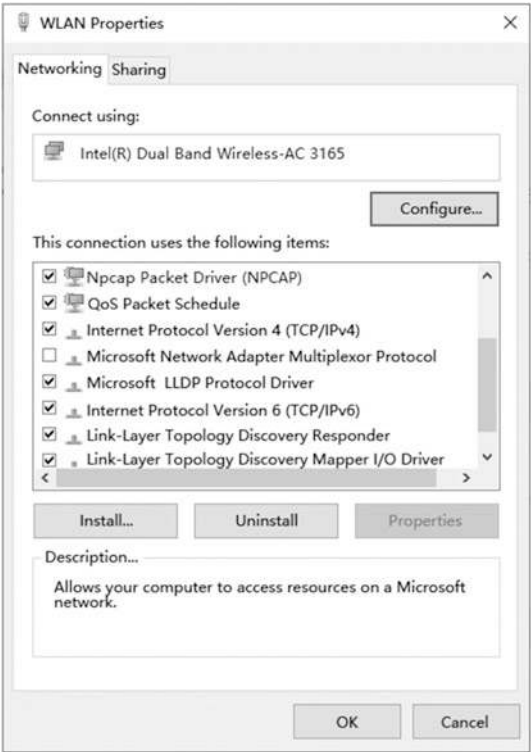 WLAN Properties
Networking
Sharing
Connect using:
Intel(R) Dual Band Wireless-AC 3165
Configure...
This connection uses the following items:
Npcap Packet Driver (NPCAP)
QoS Packet Schedule
Internet Protocol Version 4 (TCP/IPv4)
Microsoft Network Adapter Multiplexor Protocol
Microsoft LLDP Protocol Driver
Internet Protocol Version 6 (TCP/IPv6)
Link-Layer Topology Discovery Responder
Link-Layer Topology Discovery Mapper I/O Driver
Install...
Uninstall
Properties
Description...
Allows your computer to access resources on a Microsoft
network.
OK
Cancel